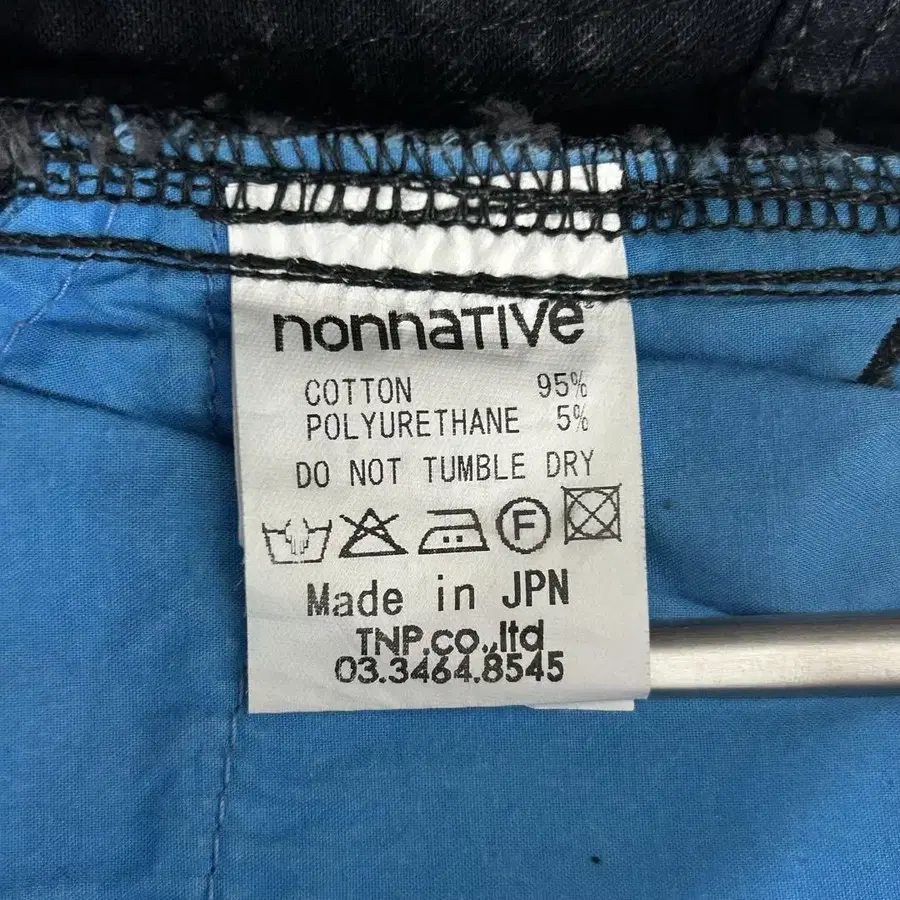 nonnative
COTTON 95%
POLYURETHANE 5%
DO NOT TUMBLE DRY
F
Made in JPN
TNP.co.,ltd
03.3464.8545